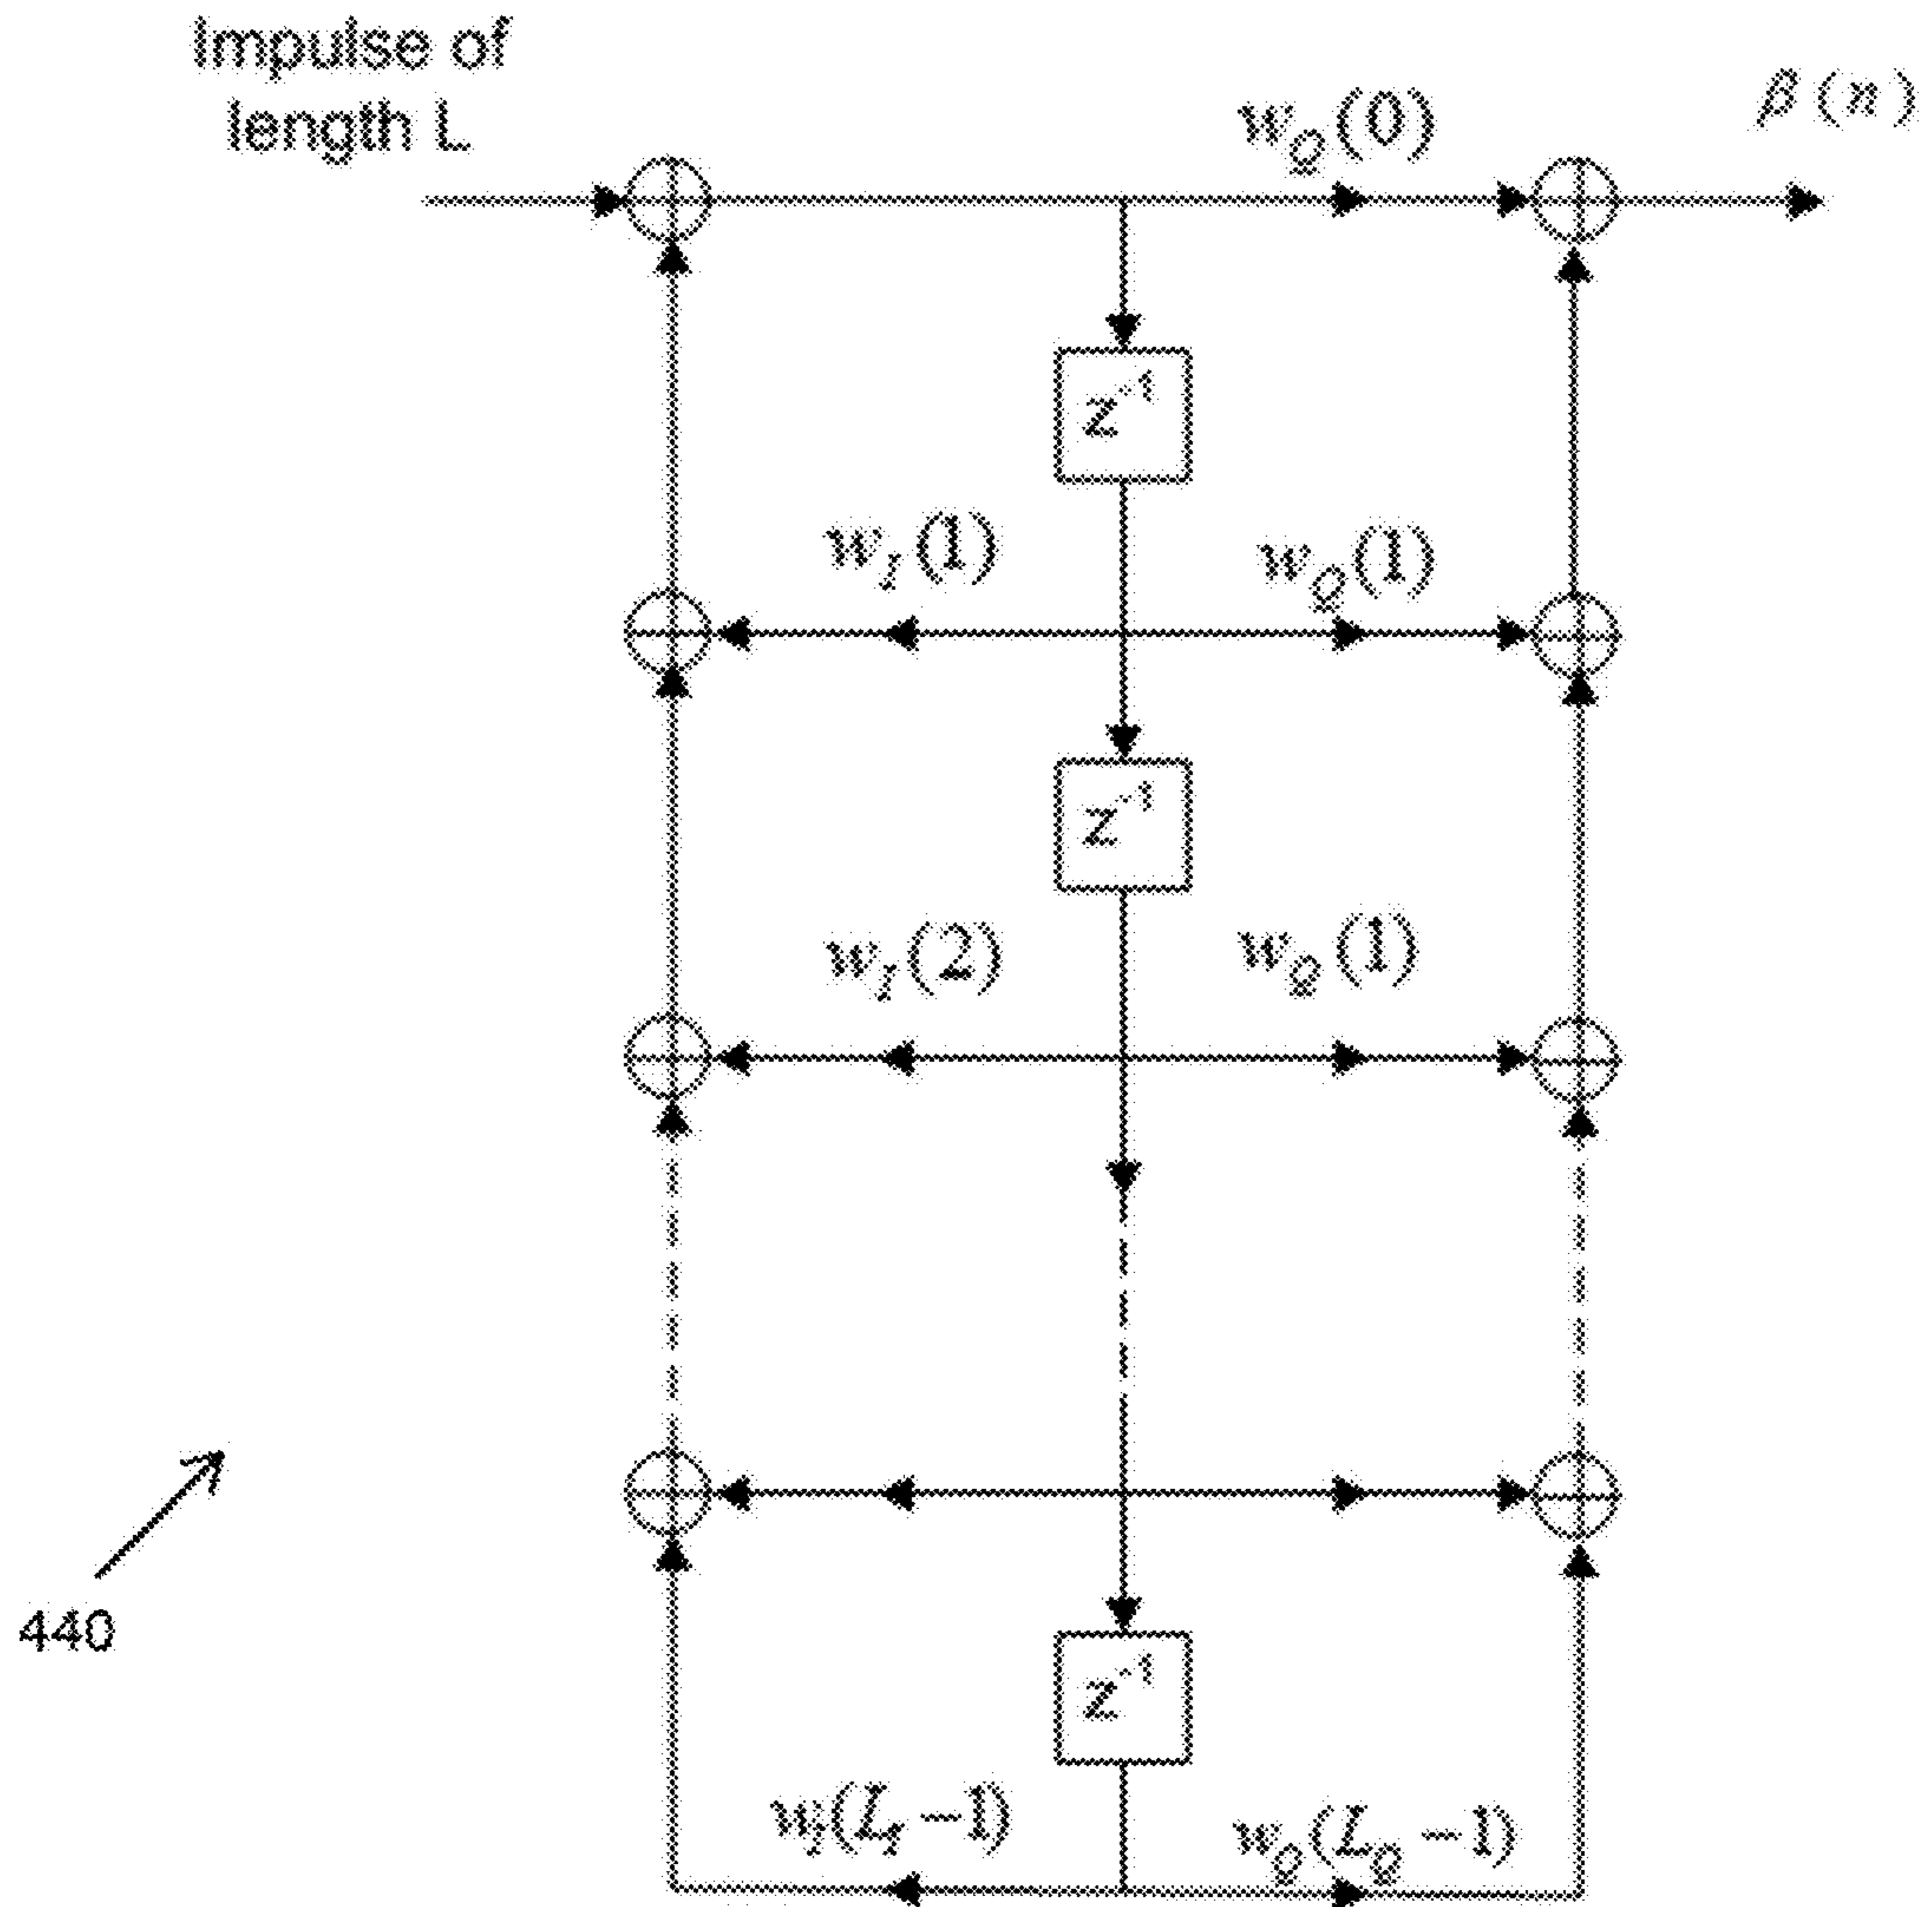 Impulse of
length L
w_Q(0)
β(n)
z⁻¹
w_I(1)
w_Q(1)
z⁻¹
w_I(2)
w_Q(1)
440
z⁻¹
w_I(L_I−1)
w_Q(L_Q−1)